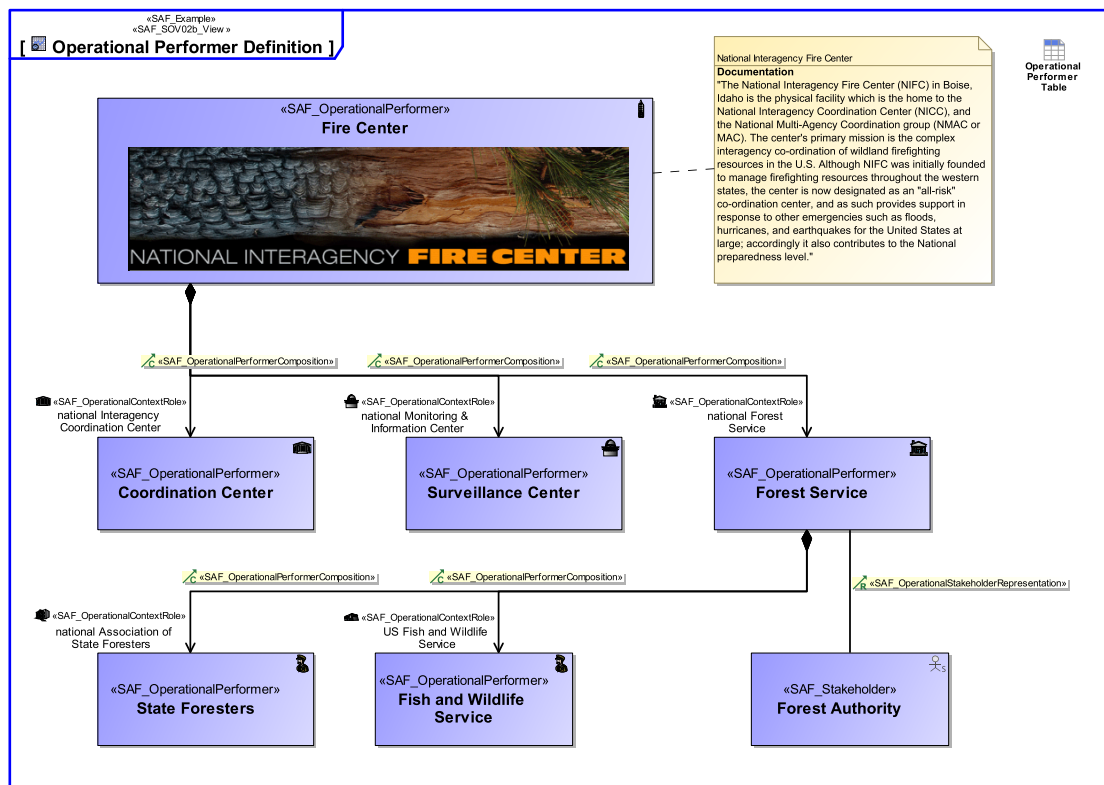 «SAF_Example»
«SAF_SOV02b_View »
[ Operational Performer Definition ]
«SAF_OperationalPerformer»
Fire Center
NATIONAL INTERAGENCY FIRE CENTER
National Interagency Fire Center
Documentation
"The National Interagency Fire Center (NIFC) in Boise,
Idaho is the physical facility which is the home to the
National Interagency Coordination Center (NICC), and
the National Multi-Agency Coordination group (NMAC or
MAC). The center's primary mission is the complex
interagency co-ordination of wildland firefighting
resources in the U.S. Although NIFC was initially founded
to manage firefighting resources throughout the western
states, the center is now designated as an "all-risk"
co-ordination center, and as such provides support in
response to other emergencies such as floods,
hurricanes, and earthquakes for the United States at
large; accordingly it also contributes to the National
preparedness level."
Operational
Performer
Table
«SAF_OperationalPerformerComposition»
«SAF_OperationalPerformerComposition»
«SAF_OperationalPerformerComposition»
«SAF_OperationalContextRole»
national Interagency
Coordination Center
«SAF_OperationalContextRole»
national Monitoring &
Information Center
«SAF_OperationalContextRole»
national Forest
Service
«SAF_OperationalPerformer»
Coordination Center
«SAF_OperationalPerformer»
Surveillance Center
«SAF_OperationalPerformer»
Forest Service
«SAF_OperationalPerformerComposition»
«SAF_OperationalPerformerComposition»
«SAF_OperationalStakeholderRepresentation»
«SAF_OperationalContextRole»
national Association of
State Foresters
«SAF_OperationalContextRole»
US Fish and Wildlife
Service
«SAF_OperationalPerformer»
State Foresters
«SAF_OperationalPerformer»
Fish and Wildlife
Service
«SAF_Stakeholder»
Forest Authority